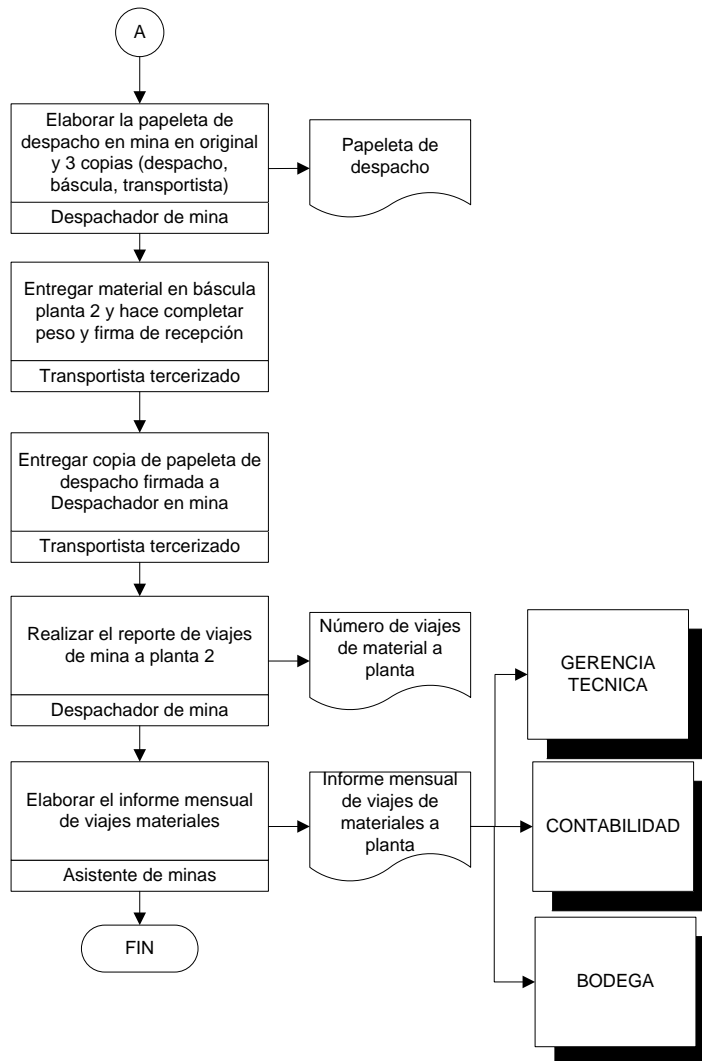 A
Elaborar la papeleta de
despacho en mina en original
y 3 copias (despacho,
báscula, transportista)
Despachador de mina
Papeleta de
despacho
Entregar material en báscula
planta 2 y hace completar
peso y firma de recepción
Transportista tercerizado
Entregar copia de papeleta de
despacho firmada a
Despachador en mina
Transportista tercerizado
Realizar el reporte de viajes
de mina a planta 2
Despachador de mina
Número de viajes
de material a
planta
GERENCIA
TECNICA
Elaborar el informe mensual
de viajes materiales
Asistente de minas
Informe mensual
de viajes de
materiales a
planta
CONTABILIDAD
FIN
BODEGA